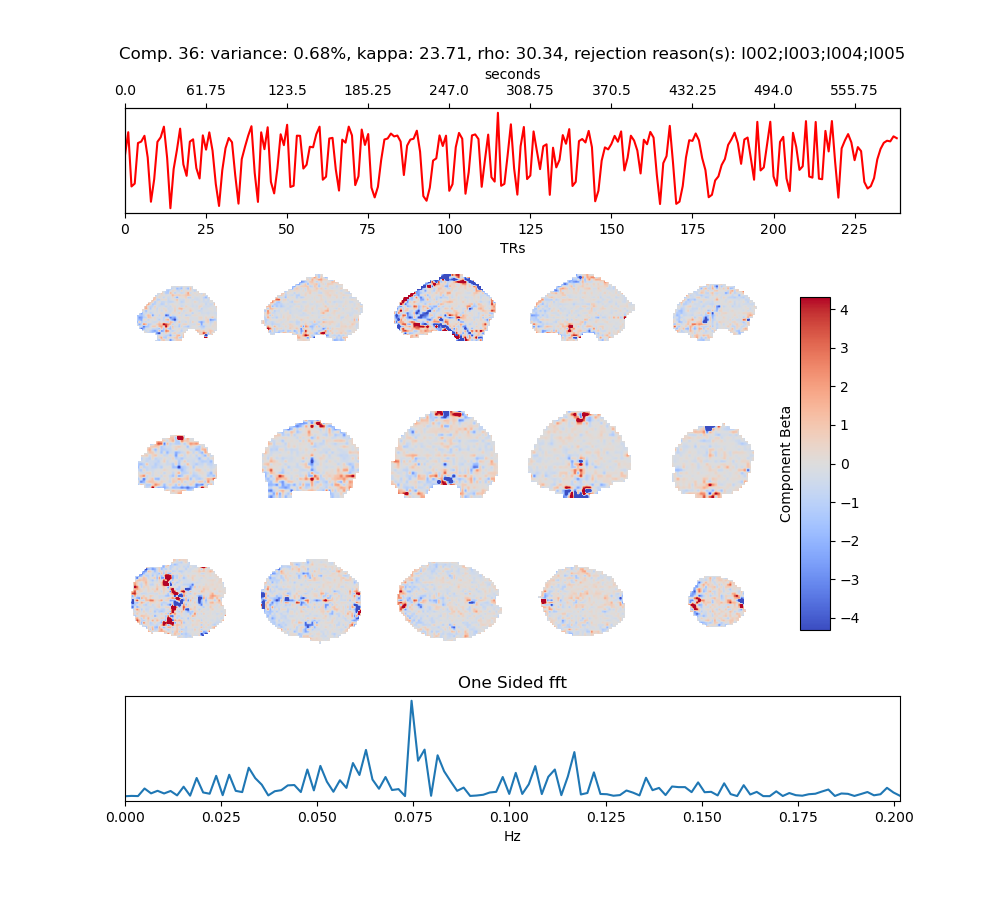 Comp. 36: variance: 0.68%, kappa: 23.71, rho: 30.34, rejection reason(s): I002;I003;I004;I005
seconds
0.0 61.75 123.5 185.25 247.0 308.75 370.5 432.25 494.0 555.75
0 25 50 75 100 125 150 175 200 225
TRs
4
3
2
1
0
−1
−2
−3
−4
Component Beta
One Sided fft
0.000 0.025 0.050 0.075 0.100 0.125 0.150 0.175 0.200
Hz